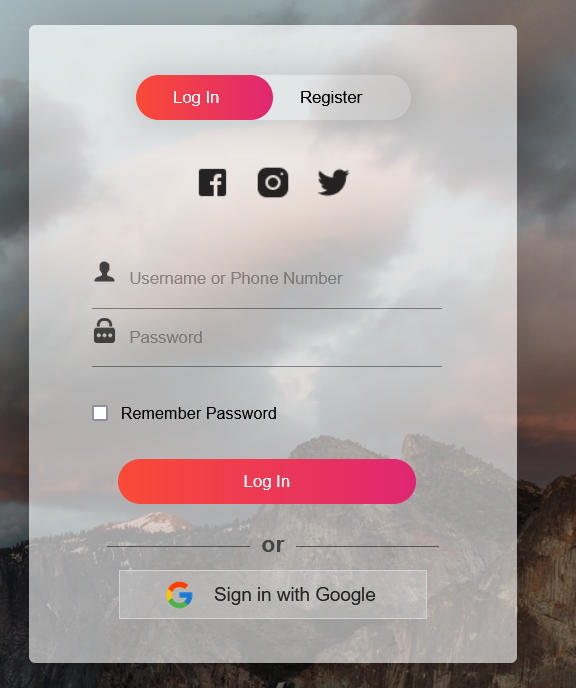 Log In Register
Username or Phone Number
Password
Remember Password
Log In
or
Sign in with Google